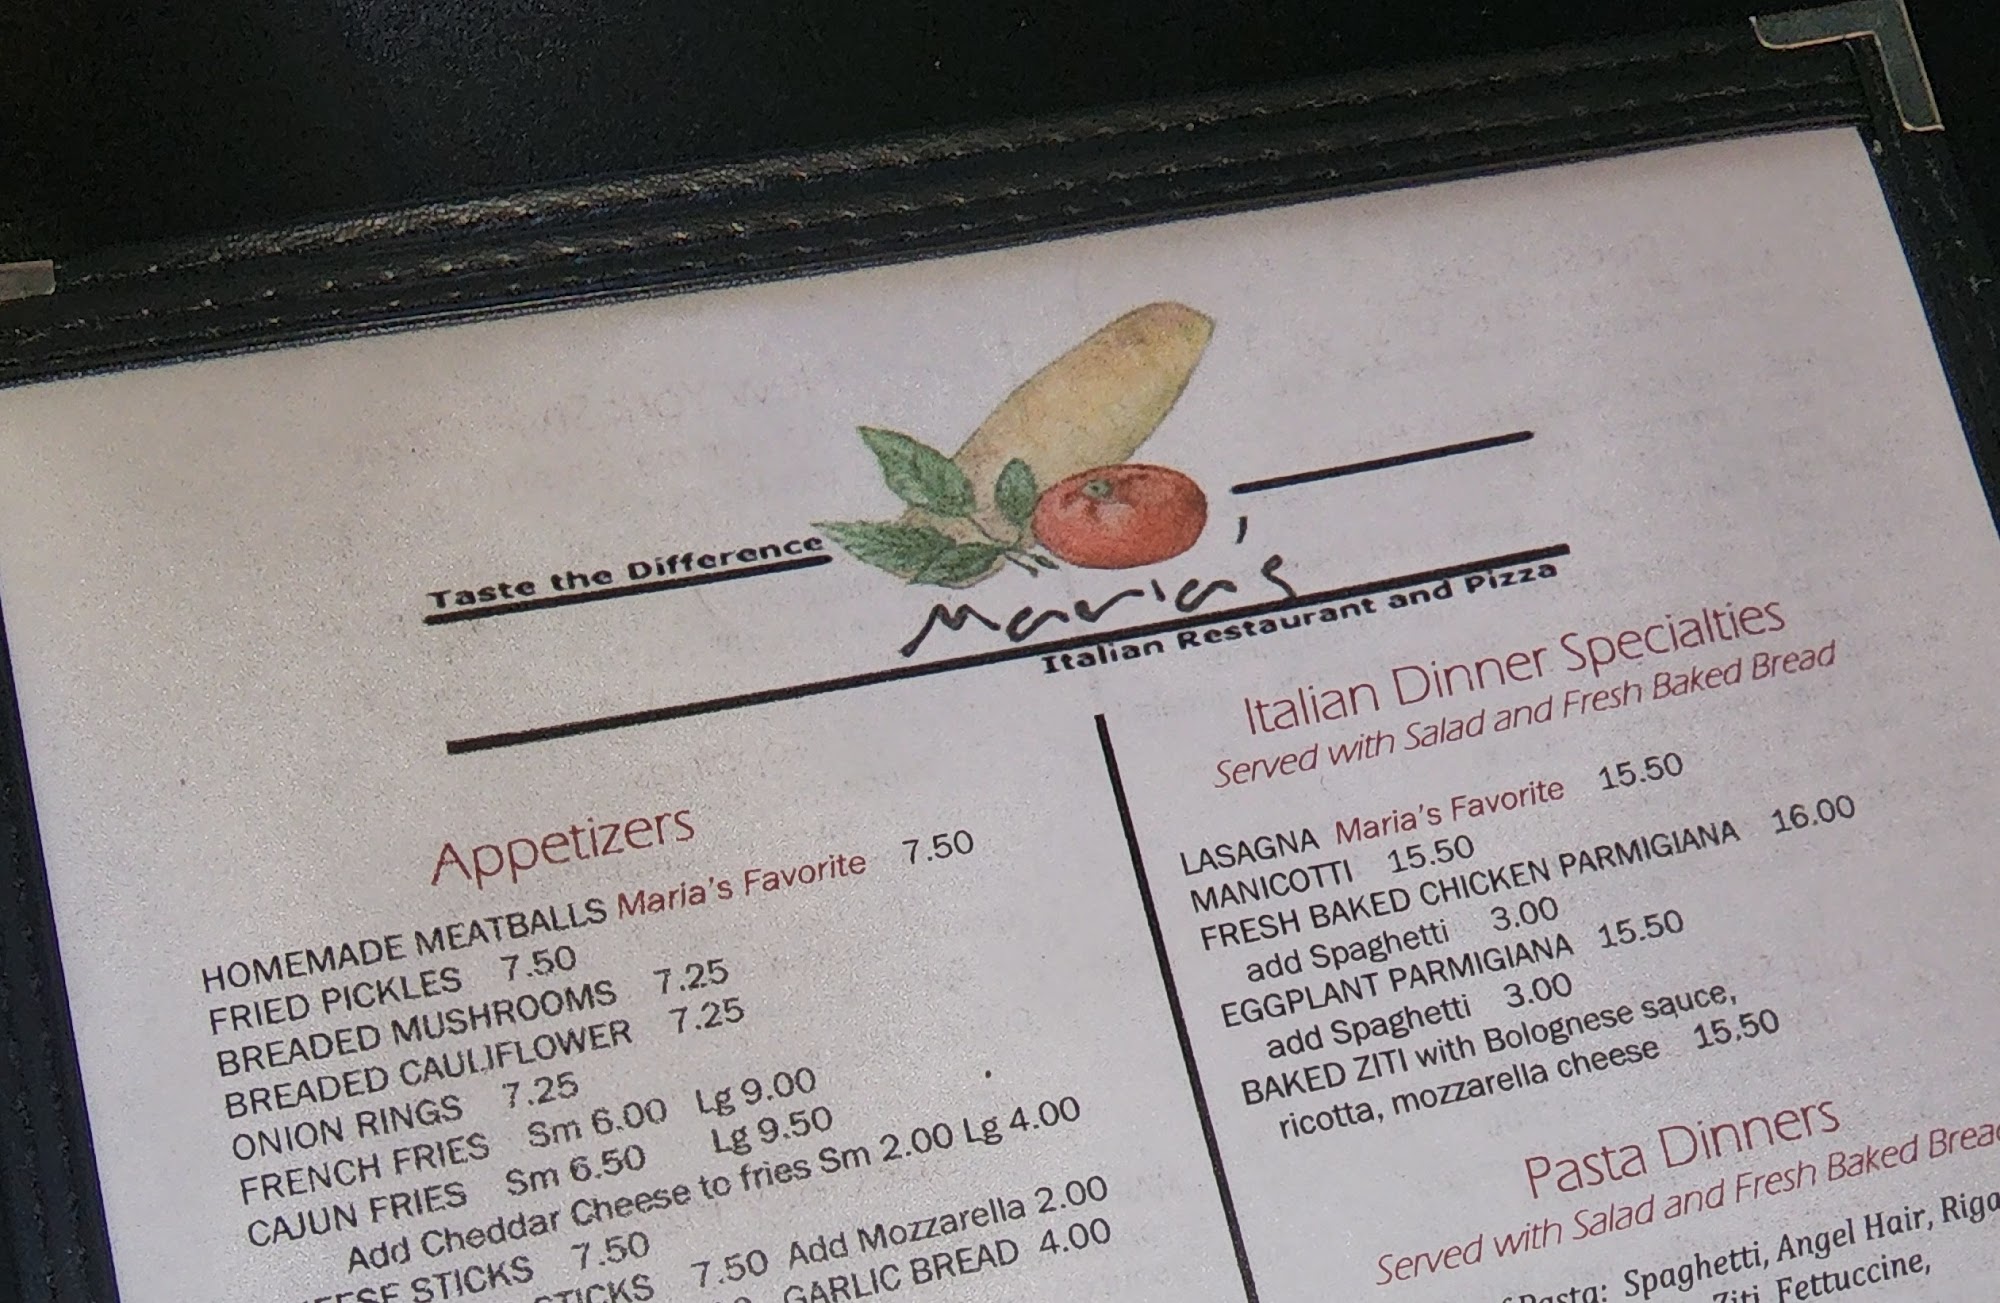 Taste the Difference
Maria's
Italian Restaurant and Pizza
Appetizers
HOMEMADE MEATBALLS Maria's Favorite 7.50
FRIED PICKLES 7.50
BREADED MUSHROOMS 7.25
BREADED CAULIFLOWER 7.25
ONION RINGS 7.25
FRENCH FRIES Sm 6.00 Lg 9.00
CAJUN FRIES Sm 6.50 Lg 9.50
Add Cheddar Cheese to fries Sm 2.00 Lg 4.00
STICKS 7.50
STICKS 7.50 Add Mozzarella 2.00
GARLIC BREAD 4.00
Italian Dinner Specialties
Served with Salad and Fresh Baked Bread
LASAGNA Maria's Favorite 15.50
MANICOTTI 15.50
FRESH BAKED CHICKEN PARMIGIANA 16.00
add Spaghetti 3.00
EGGPLANT PARMIGIANA 15.50
add Spaghetti 3.00
BAKED ZITI with Bolognese sauce,
ricotta, mozzarella cheese 15.50
Pasta Dinners
Served with Salad and Fresh Baked
Pasta: Spaghetti, Angel Hair,
Ziti, Fettuccine,